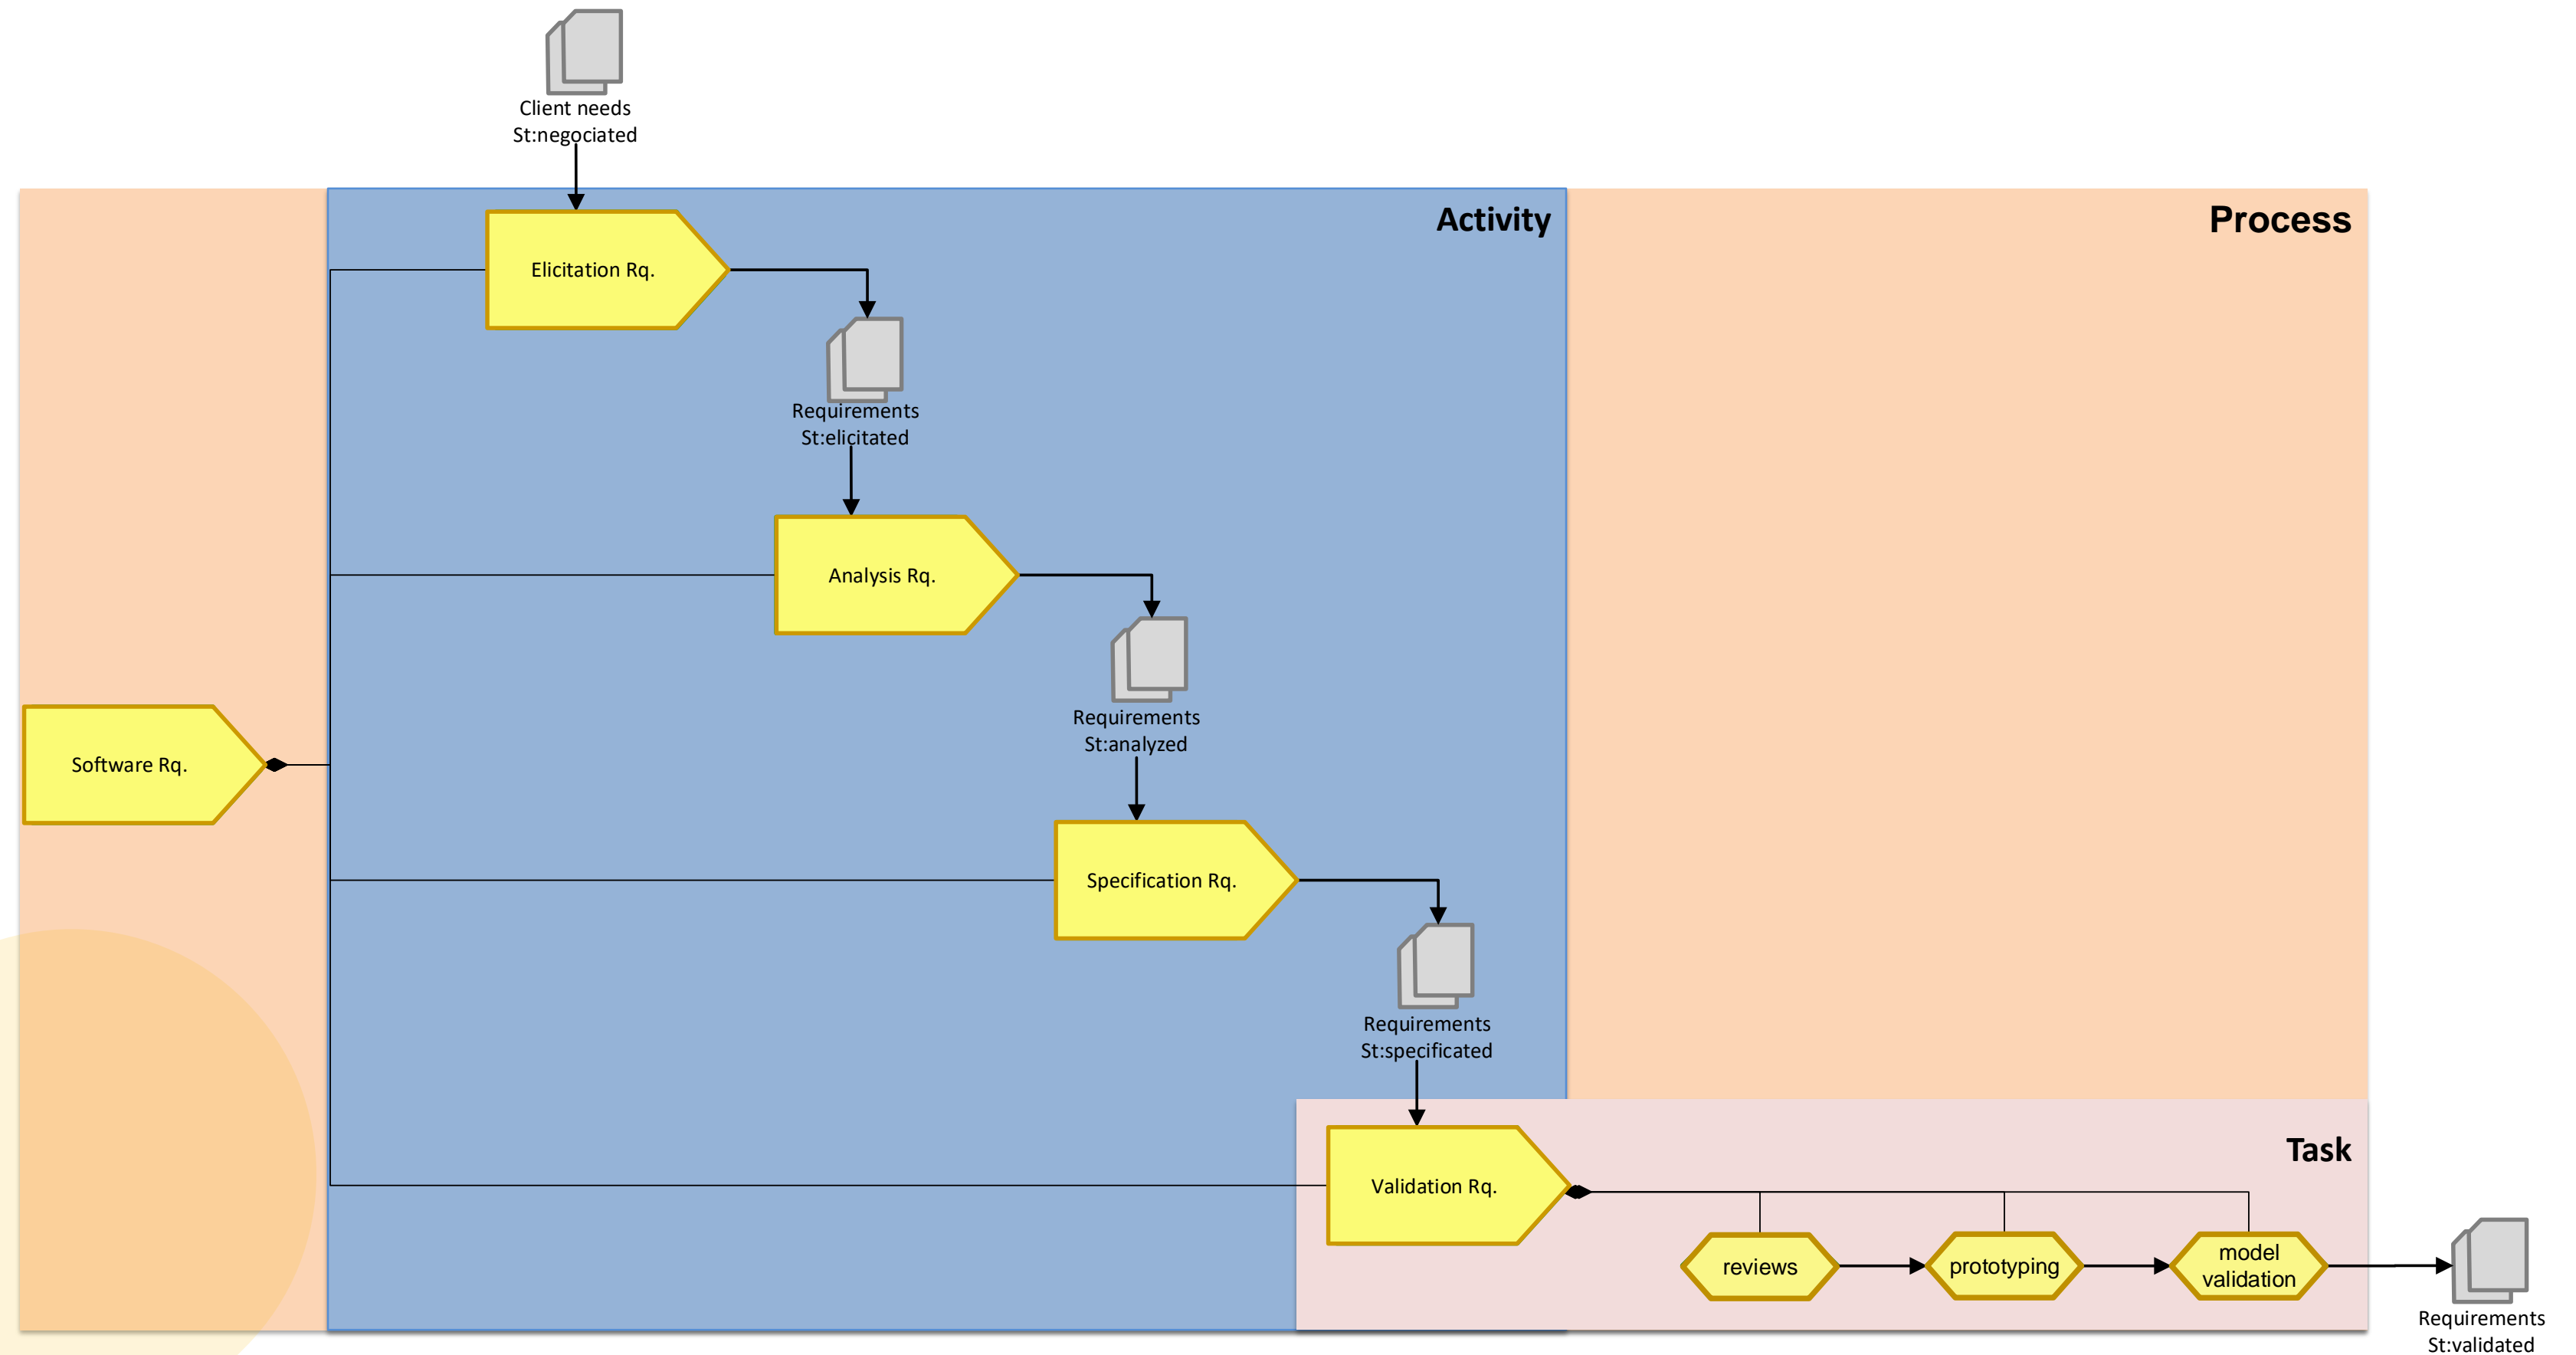 Client needs
St:negociated
Activity
Process
Elicitation Rq.
Requirements
St:elicitated
Analysis Rq.
Requirements
St:analyzed
Software Rq.
Specification Rq.
Requirements
St:specificated
Task
Validation Rq.
reviews
prototyping
model
validation
Requirements
St:validated